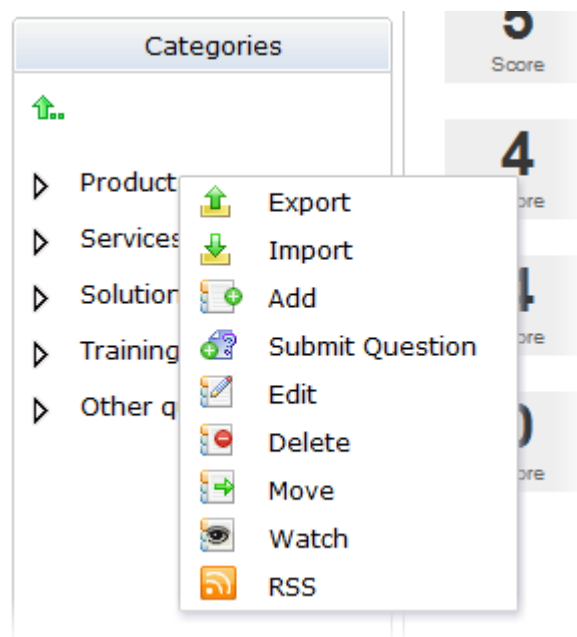 Categories
5
Score
..
4
Product
Export
Services
Import
Solution
Add
Training
Submit Question
Other q
Edit
Delete
Move
Watch
RSS